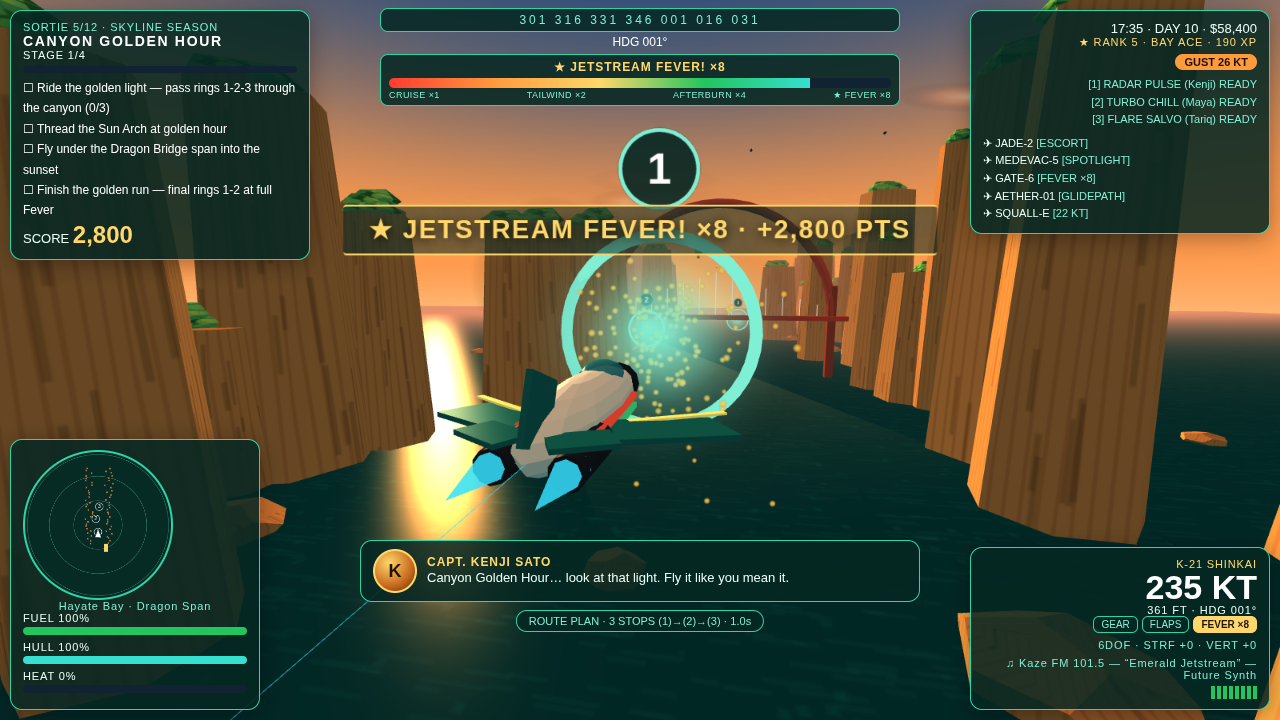 SORTIE 5/12 · SKYLINE SEASON
CANYON GOLDEN HOUR
STAGE 1/4
☐ Ride the golden light — pass rings 1-2-3 through
the canyon (0/3)
☐ Thread the Sun Arch at golden hour
☐ Fly under the Dragon Bridge span into the
sunset
☐ Finish the golden run — final rings 1-2 at full
Fever
SCORE 2,800
301 316 331 346 001 016 031
HDG 001°
★ JETSTREAM FEVER! ×8
CRUISE ×1 TAILWIND ×2 AFTERBURN ×4 ★ FEVER ×8
1
★ JETSTREAM FEVER! ×8 · +2,800 PTS
2
17:35 · DAY 10 · $58,400
★ RANK 5 · BAY ACE · 190 XP
GUST 26 KT
[1] RADAR PULSE (Kenji) READY
[2] TURBO CHILL (Maya) READY
[3] FLARE SALVO (Tariq) READY
✈ JADE-2 [ESCORT]
✈ MEDEVAC-5 [SPOTLIGHT]
✈ GATE-6 [FEVER ×8]
✈ AETHER-01 [GLIDEPATH]
✈ SQUALL-E [22 KT]
Hayate Bay · Dragon Span
FUEL 100%
HULL 100%
HEAT 0%
K
CAPT. KENJI SATO
Canyon Golden Hour… look at that light. Fly it like you mean it.
ROUTE PLAN · 3 STOPS (1)→(2)→(3) · 1.0s
K-21 SHINKAI
235 KT
361 FT · HDG 001°
GEAR FLAPS FEVER ×8
6DOF · STRF +0 · VERT +0
♫ Kaze FM 101.5 — “Emerald Jetstream” —
Future Synth